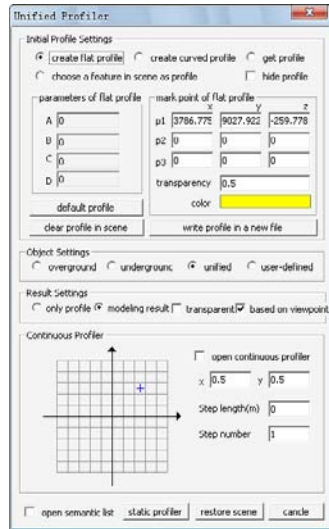 Unified Profiler
Initial Profile Settings
create flat profile create curved profile get profile
choose a feature in scene as profile hide profile
parameters of flat profile mark point of flat profile
x y z
A 0 p1 3786.775 9027.922 -259.778
B 0 p2 0 0 0
C 0 p3 0 0 0
D 0 transparency 0.5
default profile color
clear profile in scene write profile in a new file
Object Settings
overground undergrounc unified user-defined
Result Settings
only profile modeling result transparent based on viewpoint
Continuous Profiler
open continuous profiler
x 0.5 y 0.5
Step length(m) 0
Step number 1
open semantic list static profiler restore scene cancle